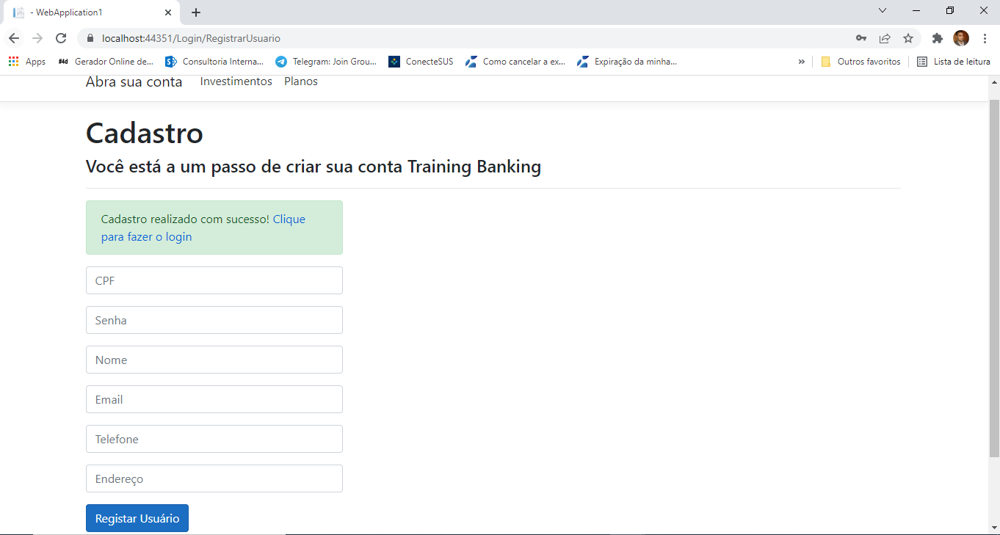 - WebApplication1
localhost:44351/Login/RegistrarUsuario
Apps #4d Gerador Online de... Consultoria Interna... Telegram: Join Grou... ConecteSUS Como cancelar a ex... Expiração da minha... » Outros favoritos Lista de leitura
Abra sua conta Investimentos Planos
Cadastro
Você está a um passo de criar sua conta Training Banking
Cadastro realizado com sucesso! Clique
para fazer o login
CPF
Senha
Nome
Email
Telefone
Endereço
Registar Usuário